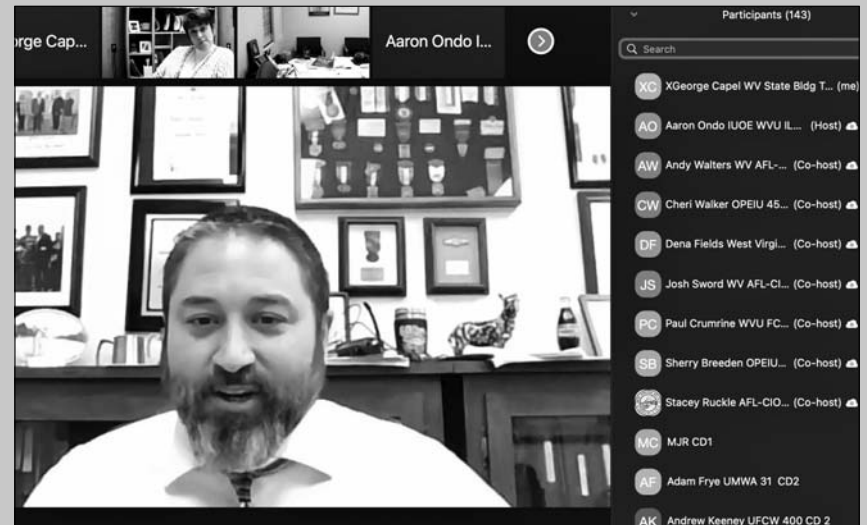 orge Cap...
Aaron Ondo I...
Participants (143)
Search
XC XGeorge Capel WV State Bldg T... (me)
AO Aaron Ondo IUOE WVU IL... (Host)
AW Andy Walters WV AFL-... (Co-host)
CW Cheri Walker OPEIU 45... (Co-host)
DF Dena Fields West Virgi... (Co-host)
JS Josh Sword WV AFL-CI... (Co-host)
PC Paul Crumrine WVU FC... (Co-host)
SB Sherry Breeden OPEIU... (Co-host)
Stacey Ruckle AFL-CIO... (Co-host)
MC MJR CD1
AF Adam Frye UMWA 31 CD2
AK Andrew Keeney UFCW 400 CD 2